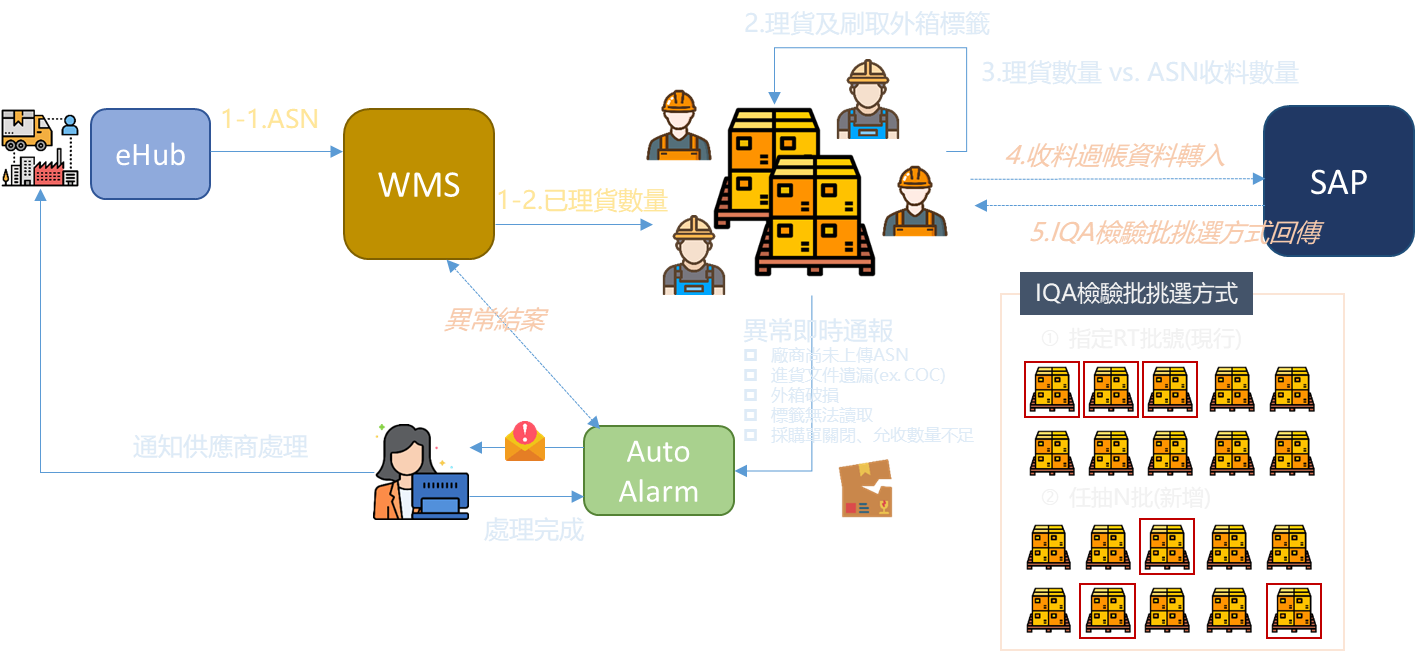 2.理貨及刷取外箱標籤
3.理貨數量 vs. ASN收料數量
1-1.ASN
eHub
WMS
4.收料過帳資料轉入
SAP
1-2.已理貨數量
5.IQA檢驗批挑選方式回傳
IQA檢驗批挑選方式
異常結案
異常即時通報
廠商尚未上傳ASN
進貨文件遺漏(ex. COC)
外箱破損
標籤無法讀取
採購單關閉、允收數量不足
① 指定RT批號(現行)
通知供應商處理
Auto
Alarm
處理完成
② 任抽N批(新增)